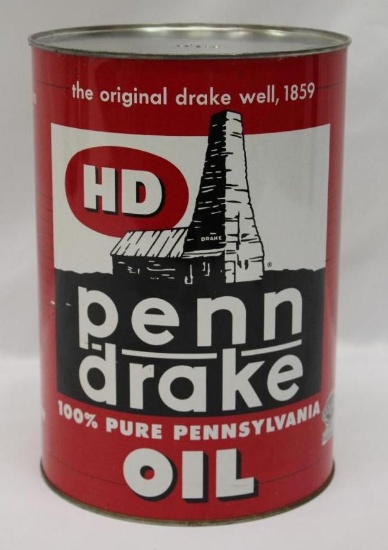 the original drake well, 1859
HD
DRAKE
®
penn
drake
100% PURE PENNSYLVANIA
OIL